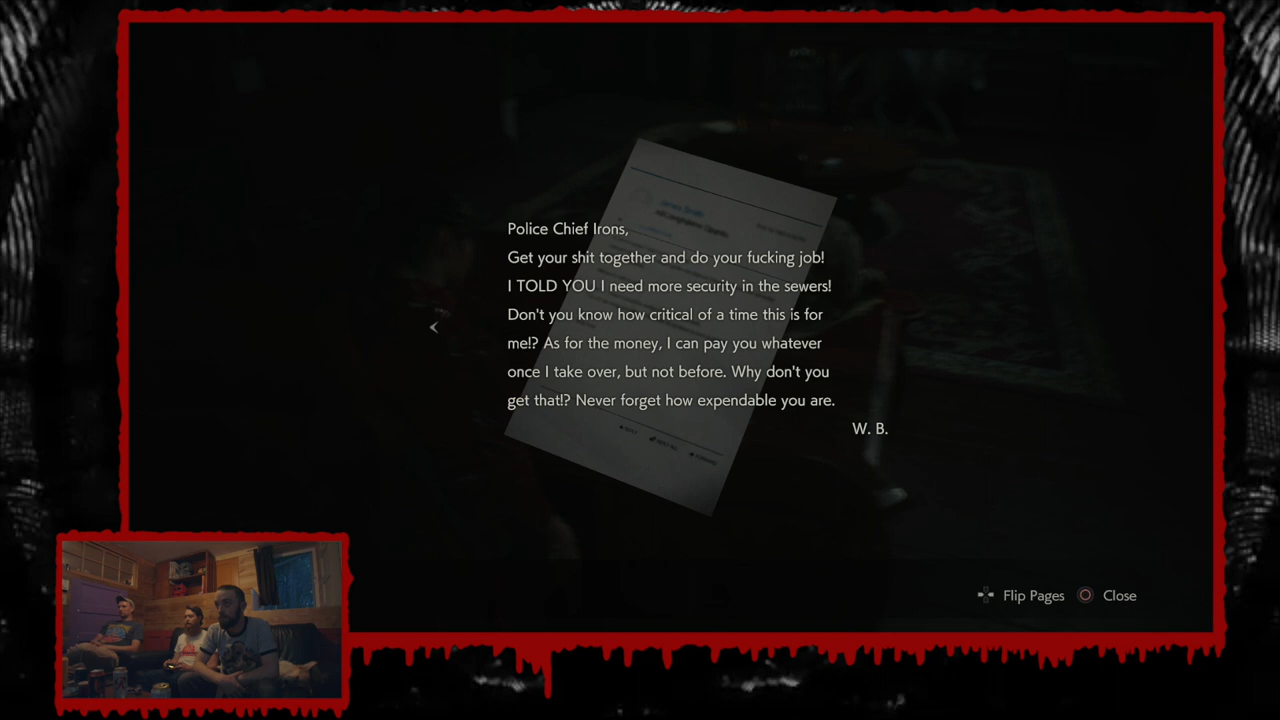 Police Chief Irons,
Get your shit together and do your fucking job!
I TOLD YOU I need more security in the sewers!
Don't you know how critical of a time this is for
me!? As for the money, I can pay you whatever
once I take over, but not before. Why don't you
get that!? Never forget how expendable you are.
W. B.
Flip Pages Close